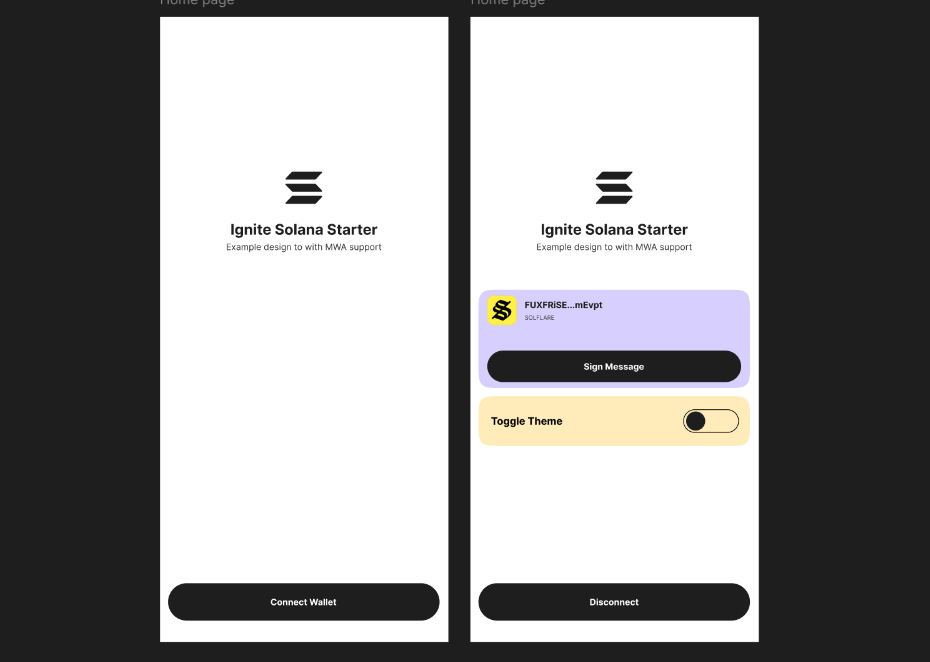 Home page
Ignite Solana Starter
Example design to with MWA support
Connect Wallet
Home page
Ignite Solana Starter
Example design to with MWA support
FUXFRiSE...mEvpt
SOLFLARE
Sign Message
Toggle Theme
Disconnect